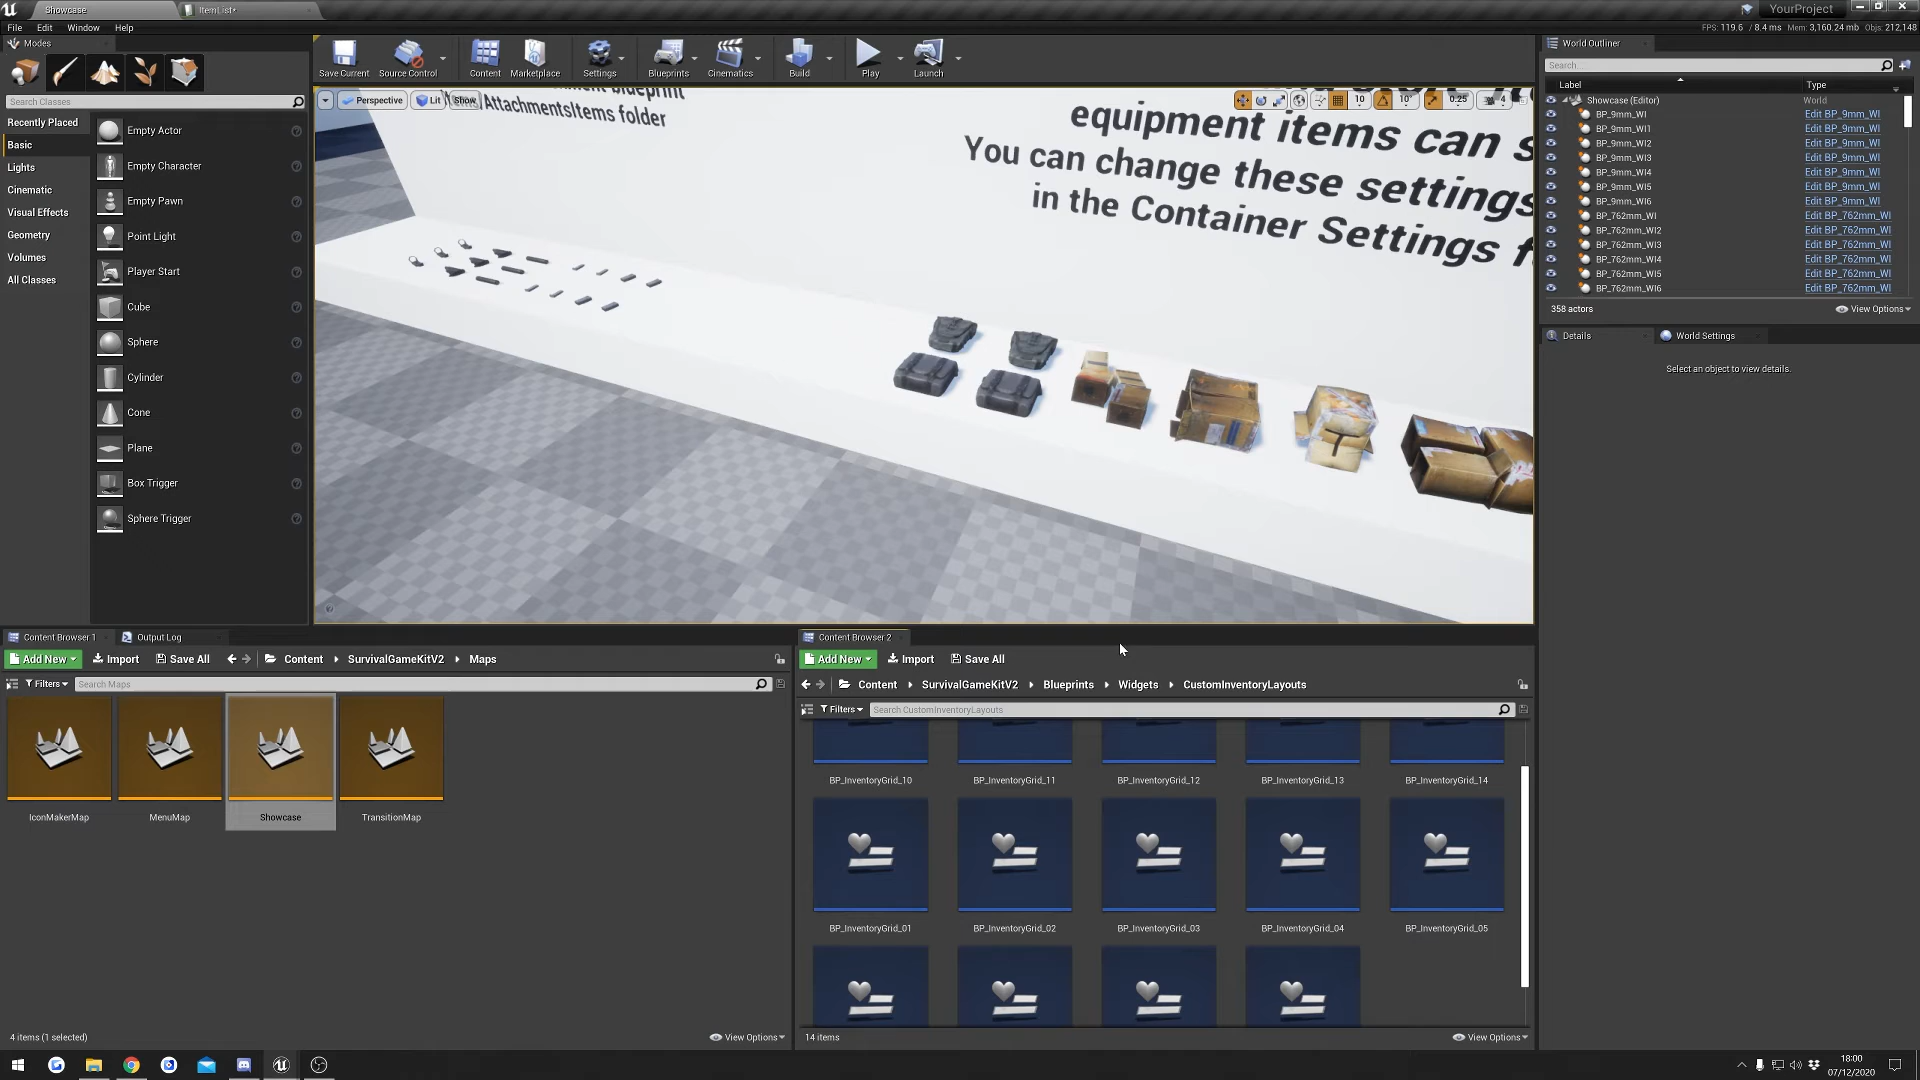 Showcase
ItemList*
YourProject
File Edit Window Help
FPS: 119.6 / 8.4 ms Mem: 3,160.24 mb Objs: 212,148
Modes
Save Current
Source Control
Content
Marketplace
Settings
Blueprints
Cinematics
Build
Play
Launch
World Outliner
Search...
Label
Type
Search Classes
Recently Placed
Basic
Lights
Cinematic
Visual Effects
Geometry
Volumes
All Classes
Empty Actor
Empty Character
Empty Pawn
Point Light
Player Start
Cube
Sphere
Cylinder
Cone
Plane
Box Trigger
Sphere Trigger
Perspective
Lit
Show
10
10°
0.25
4
blueprint
AttachmentsItems folder
equipment items can s
You can change these settings
in the Container Settings f
Showcase (Editor) World
BP_9mm_WI Edit BP_9mm_WI
BP_9mm_WI1 Edit BP_9mm_WI
BP_9mm_WI2 Edit BP_9mm_WI
BP_9mm_WI3 Edit BP_9mm_WI
BP_9mm_WI4 Edit BP_9mm_WI
BP_9mm_WI5 Edit BP_9mm_WI
BP_9mm_WI6 Edit BP_9mm_WI
BP_762mm_WI Edit BP_762mm_WI
BP_762mm_WI2 Edit BP_762mm_WI
BP_762mm_WI3 Edit BP_762mm_WI
BP_762mm_WI4 Edit BP_762mm_WI
BP_762mm_WI5 Edit BP_762mm_WI
BP_762mm_WI6 Edit BP_762mm_WI
358 actors
View Options
Details
World Settings
Select an object to view details.
Content Browser 1
Output Log
Add New
Import
Save All
Content
SurvivalGameKitV2
Maps
Filters
Search Maps
IconMakerMap
MenuMap
Showcase
TransitionMap
4 items (1 selected)
View Options
Content Browser 2
Add New
Import
Save All
Content
SurvivalGameKitV2
Blueprints
Widgets
CustomInventoryLayouts
Filters
Search CustomInventoryLayouts
BP_InventoryGrid_10
BP_InventoryGrid_11
BP_InventoryGrid_12
BP_InventoryGrid_13
BP_InventoryGrid_14
BP_InventoryGrid_01
BP_InventoryGrid_02
BP_InventoryGrid_03
BP_InventoryGrid_04
BP_InventoryGrid_05
14 items
View Options
18:00
07/12/2020